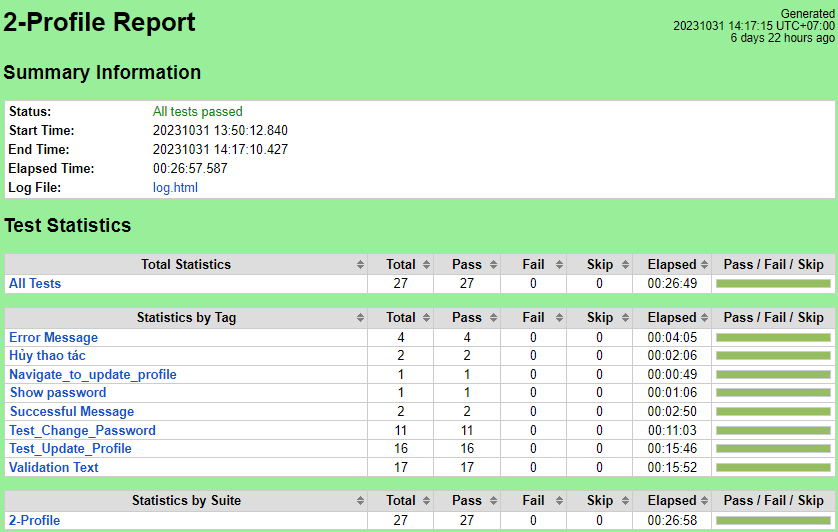 2-Profile Report
Generated
20231031 14:17:15 UTC+07:00
6 days 22 hours ago
Summary Information
Status: All tests passed
Start Time: 20231031 13:50:12.840
End Time: 20231031 14:17:10.427
Elapsed Time: 00:26:57.587
Log File: log.html
Test Statistics
Total Statistics Total Pass Fail Skip Elapsed Pass / Fail / Skip
All Tests 27 27 0 0 00:26:49
Statistics by Tag Total Pass Fail Skip Elapsed Pass / Fail / Skip
Error Message 4 4 0 0 00:04:05
Hủy thao tác 2 2 0 0 00:02:06
Navigate_to_update_profile 1 1 0 0 00:00:49
Show password 1 1 0 0 00:01:06
Successful Message 2 2 0 0 00:02:50
Test_Change_Password 11 11 0 0 00:11:03
Test_Update_Profile 16 16 0 0 00:15:46
Validation Text 17 17 0 0 00:15:52
Statistics by Suite Total Pass Fail Skip Elapsed Pass / Fail / Skip
2-Profile 27 27 0 0 00:26:58